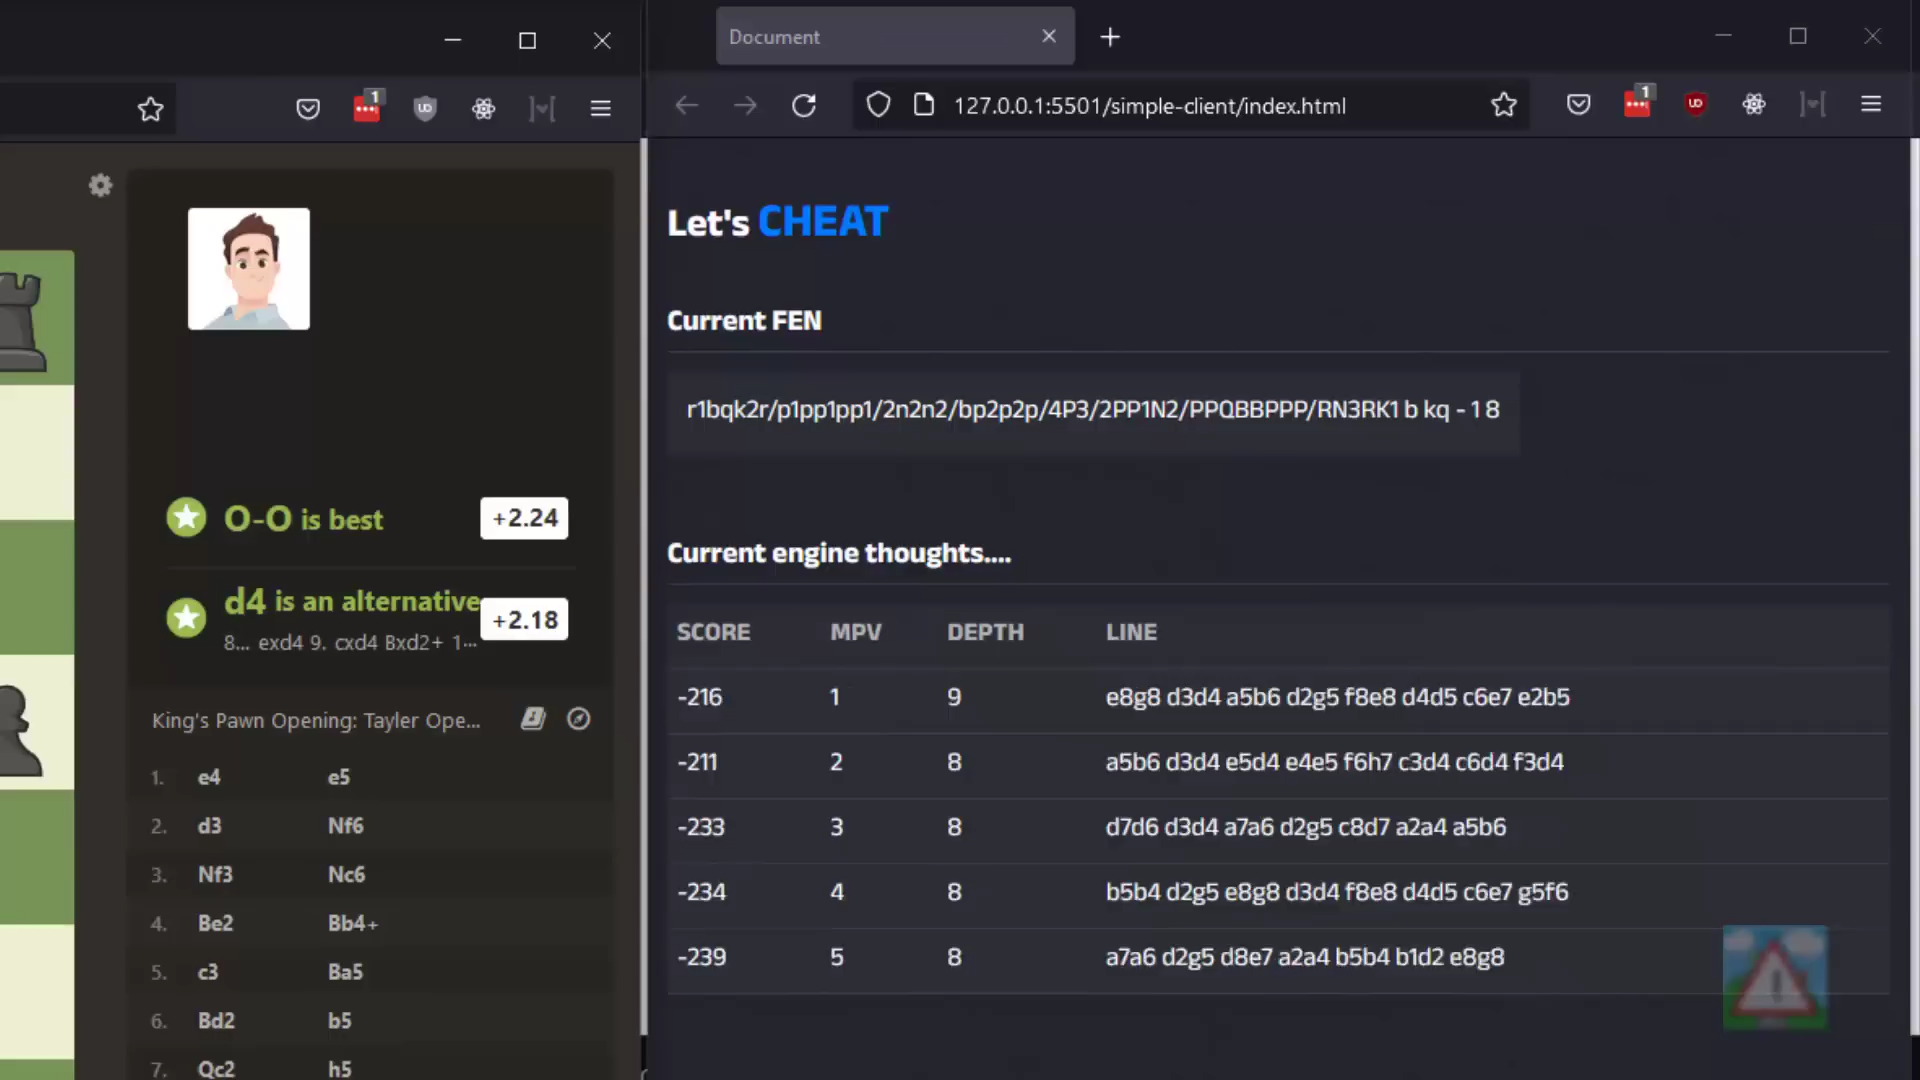 Document
1
127.0.0.1:5501/simple-client/index.html
1
UD
UD
Let's CHEAT
Current FEN
r1bqk2r/p1pp1pp1/2n2n2/bp2p2p/4P3/2PP1N2/PPQBBPPP/RN3RK1 b kq - 1 8
O-O is best
+2.24
d4 is an alternative
+2.18
8... exd4 9. cxd4 Bxd2+ 1...
King's Pawn Opening: Tayler Ope...
1. e4 e5
2. d3 Nf6
3. Nf3 Nc6
4. Be2 Bb4+
5. c3 Ba5
6. Bd2 b5
7. Qc2 h5
Current engine thoughts....
SCORE MPV DEPTH LINE
-216 1 9 e8g8 d3d4 a5b6 d2g5 f8e8 d4d5 c6e7 e2b5
-211 2 8 a5b6 d3d4 e5d4 e4e5 f6h7 c3d4 c6d4 f3d4
-233 3 8 d7d6 d3d4 a7a6 d2g5 c8d7 a2a4 a5b6
-234 4 8 b5b4 d2g5 e8g8 d3d4 f8e8 d4d5 c6e7 g5f6
-239 5 8 a7a6 d2g5 d8e7 a2a4 b5b4 b1d2 e8g8